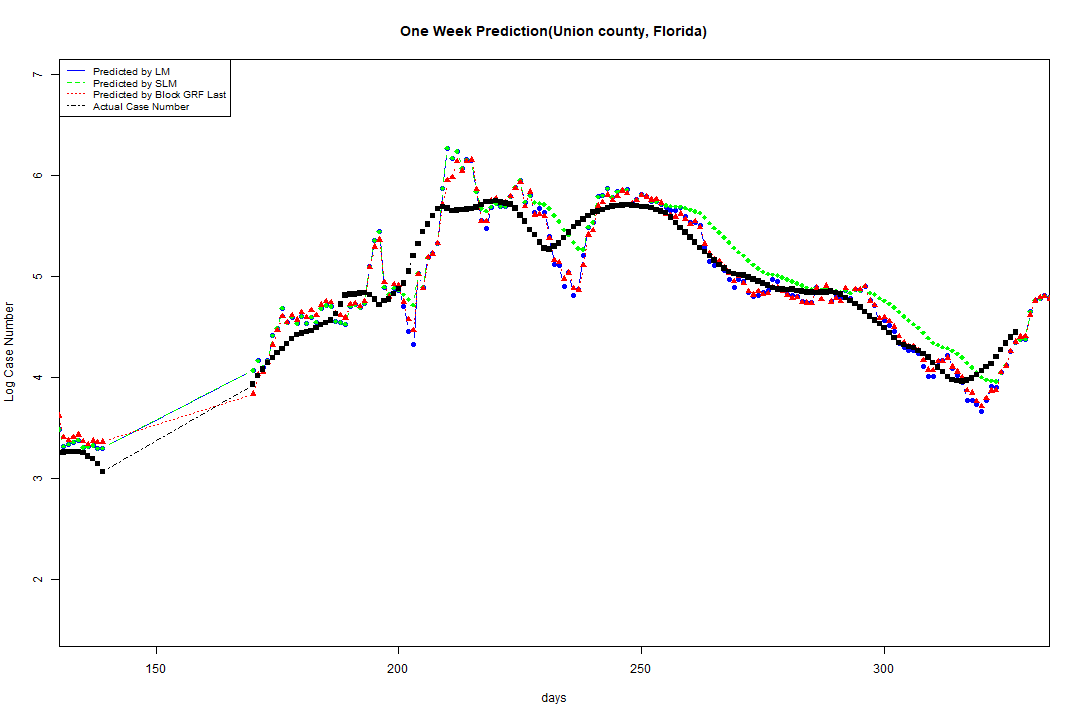 One Week Prediction(Union county, Florida)
Predicted by LM
Predicted by SLM
Predicted by Block GRF Last
Actual Case Number
7
6
5
4
3
2
Log Case Number
150 200 250 300
days